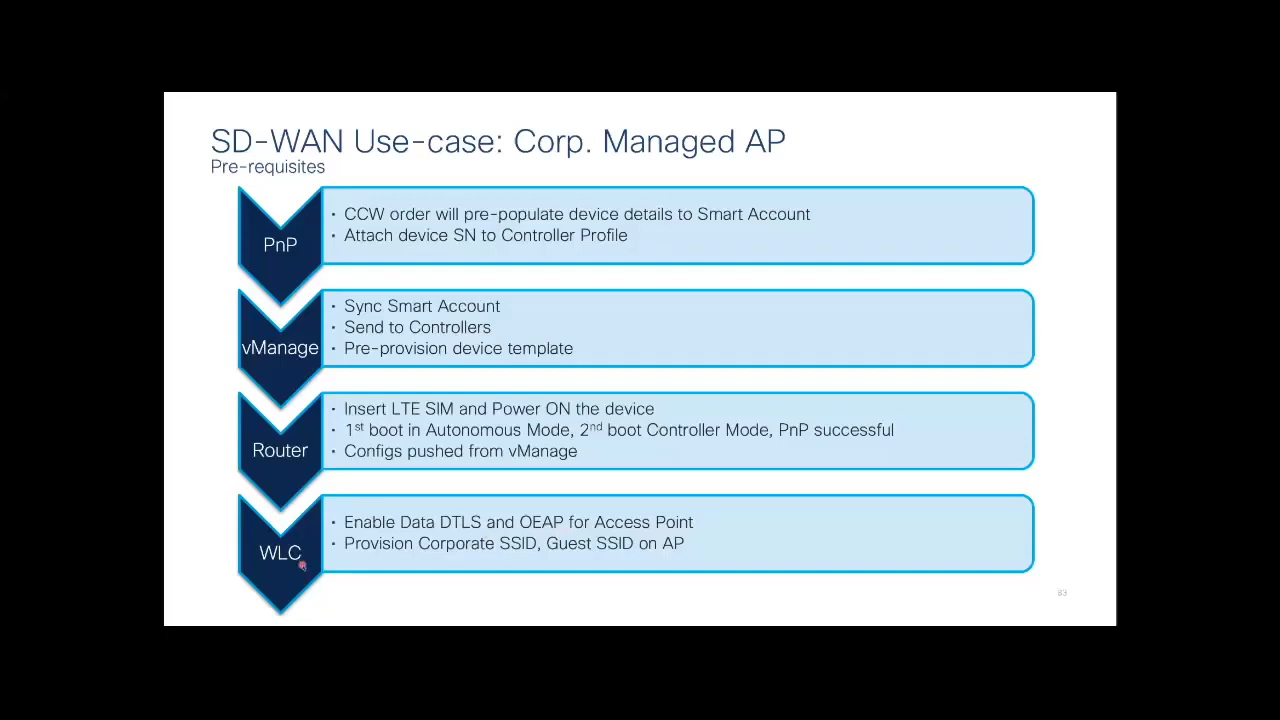 SD-WAN Use-case: Corp. Managed AP
Pre-requisites
PnP
· CCW order will pre-populate device details to Smart Account
· Attach device SN to Controller Profile
vManage
· Sync Smart Account
· Send to Controllers
· Pre-provision device template
Router
· Insert LTE SIM and Power ON the device
· 1st boot in Autonomous Mode, 2nd boot Controller Mode, PnP successful
· Configs pushed from vManage
WLC
· Enable Data DTLS and OEAP for Access Point
· Provision Corporate SSID, Guest SSID on AP